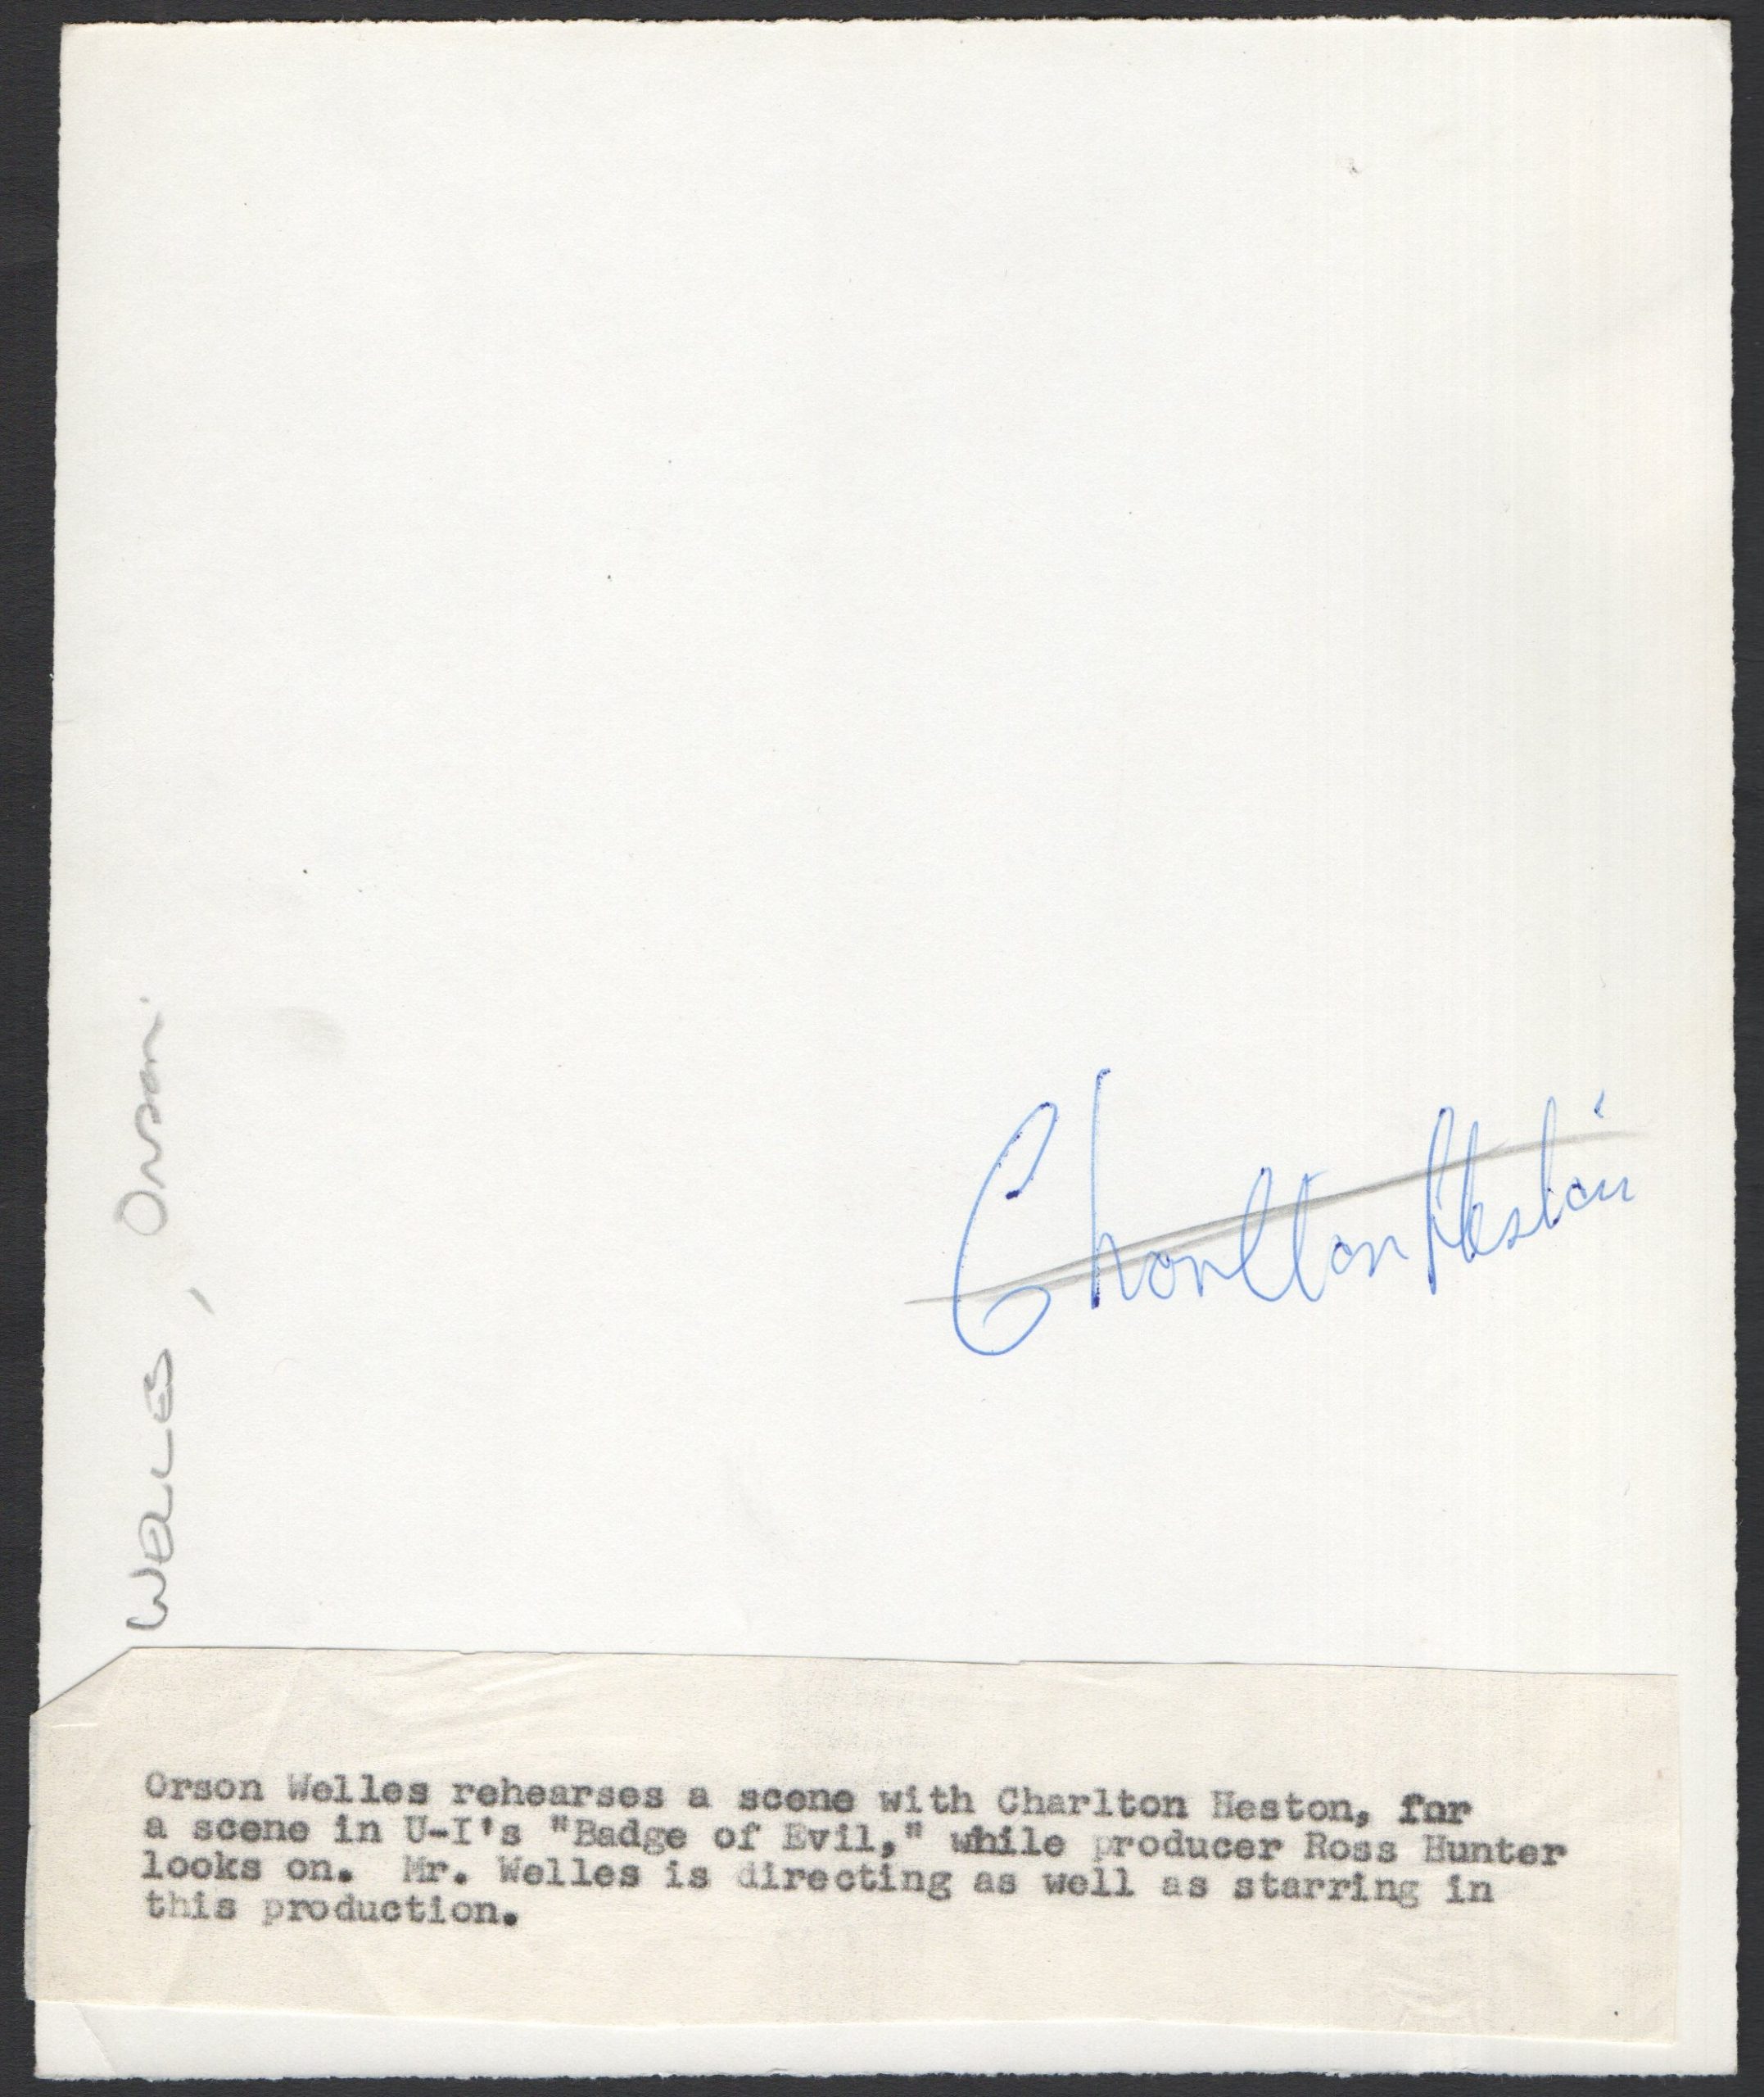 Welles, Orson.
Charlton Heston
Orson Welles rehearses a scene with Charlton Heston, for
a scene in U-I's "Badge of Evil," while producer Ross Hunter
looks on.  Mr. Welles is directing as well as starring in
this production.